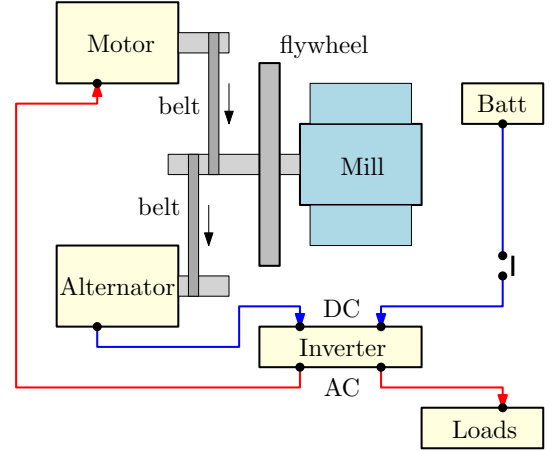 Motor
flywheel
belt
Batt
Mill
belt
Alternator
DC
Inverter
AC
Loads